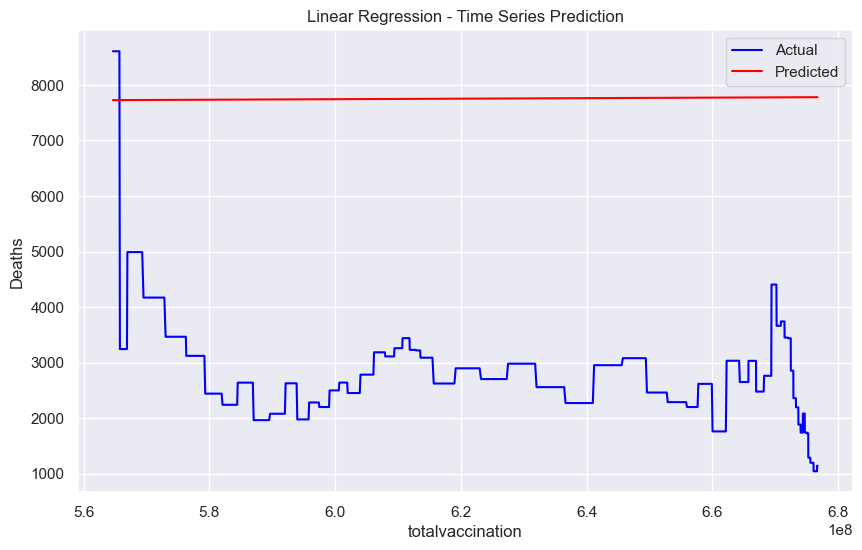 Linear Regression - Time Series Prediction
Actual
Predicted
8000
7000
6000
5000
4000
3000
2000
1000
Deaths
5.6
5.8
6.0
6.2
6.4
6.6
6.8
1e8
totalvaccination